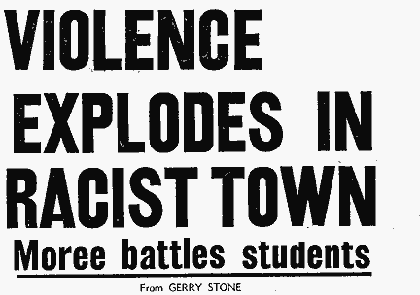 VIOLENCE
EXPLODES IN
RACIST TOWN
Moree battles students
From GERRY STONE